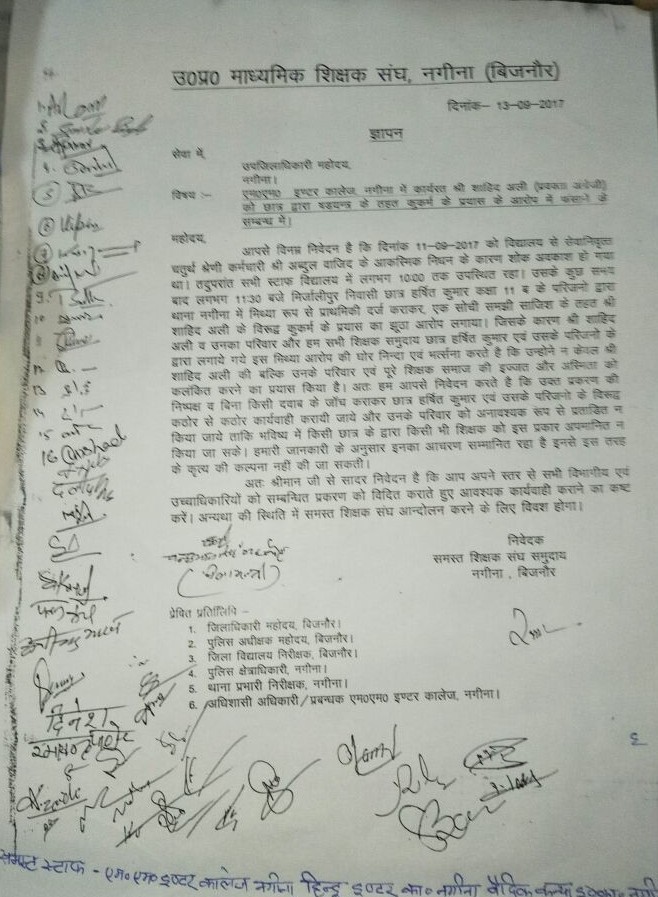 उ0प्र0 माध्यमिक शिक्षक संघ, नगीना (बिजनौर)
दिनांक– 13-09-2017
ज्ञापन
सेवा में,
उपजिलाधिकारी महोदय,
नगीना।
विषय :– एम0एम0 इण्टर कालेज, नगीना में कार्यरत श्री शाहिद अली (प्रवक्ता अंग्रेजी)
को छात्र द्वारा षडयन्त्र के तहत कुकर्म के प्रयास के आरोप में फंसाने के
सम्बन्ध में।
महोदय,
आपसे विनम्र निवेदन है कि दिनांक 11-09-2017 को विद्यालय से सेवानिवृत्त
चतुर्थ श्रेणी कर्मचारी श्री अब्दुल वाजिद के आकस्मिक निधन के कारण शोक अवकाश हो गया
था। तदुपरांत सभी स्टाफ विद्यालय में लगभग 10:00 तक उपस्थित रहा। उसके कुछ समय
बाद लगभग 11:30 बजे मिर्जालीपुर निवासी छात्र हर्षित कुमार कक्षा 11 ब के परिजनो द्वारा
थाना नगीना में मिथ्या रूप से प्राथमिकी दर्ज कराकर, एक सोची समझी साजिश के तहत श्री
शाहिद अली के विरूद्ध कुकर्म के प्रयास का झूठा आरोप लगाया। जिसके कारण श्री शाहिद
अली व उनका परिवार और हम सभी शिक्षक समुदाय छात्र हर्षित कुमार एवं उसके परिजनो के
द्वारा लगाये गये इस मिथ्या आरोप की घोर निन्दा एवं भर्त्सना करते है कि उन्होने न केवल श्री
शाहिद अली की बल्कि उनके परिवार एवं पूरे शिक्षक समाज की इज्जत और अस्मिता को
कलंकित करने का प्रयास किया है। अतः हम आपसे निवेदन करते है कि उक्त प्रकरण की
निष्पक्ष व बिना किसी दवाब के जाँच कराकर छात्र हर्षित कुमार एवं उसके परिजनो के विरूद्ध
कठोर से कठोर कार्यवाही करायी जाये और उनके परिवार को अनावश्यक रूप से प्रताडित न
किया जाये ताकि भविष्य में किसी छात्र के द्वारा किसी भी शिक्षक को इस प्रकार अपमानित न
किया जा सके। हमारी जानकारी के अनुसार इनका आचरण सम्मानित रहा है इनसे इस तरह
के कृत्य की कल्पना नहीं की जा सकती।
अतः श्रीमान जी से सादर निवेदन है कि आप अपने स्तर से सभी विभागीय एवं
उच्चाधिकारियों को सम्बन्धित प्रकरण को विदित कराते हुए आवश्यक कार्यवाही कराने का कष्ट
करें। अन्यथा की स्थिति में समस्त शिक्षक संघ आन्दोलन करने के लिए विवश होगा।
निवेदक
समस्त शिक्षक संघ समुदाय
नगीना , बिजनौर
प्रेषित प्रतिलिपि –
1. जिलाधिकारी महोदय, बिजनौर।
2. पुलिस अधीक्षक महोदय, बिजनौर।
3. जिला विद्यालय निरीक्षक, बिजनौर।
4. पुलिस क्षेत्राधिकारी, नगीना।
5. थाना प्रभारी निरीक्षक, नगीना।
6. अधिशासी अधिकारी/प्रबन्धक एम0एम0 इण्टर कालेज, नगीना।
दिनेश
समस्त स्टाफ - एम० एम० इण्टर कालेज नगीना हिन्दू इण्टर का० नगीना वैदिक कन्या इ०का०